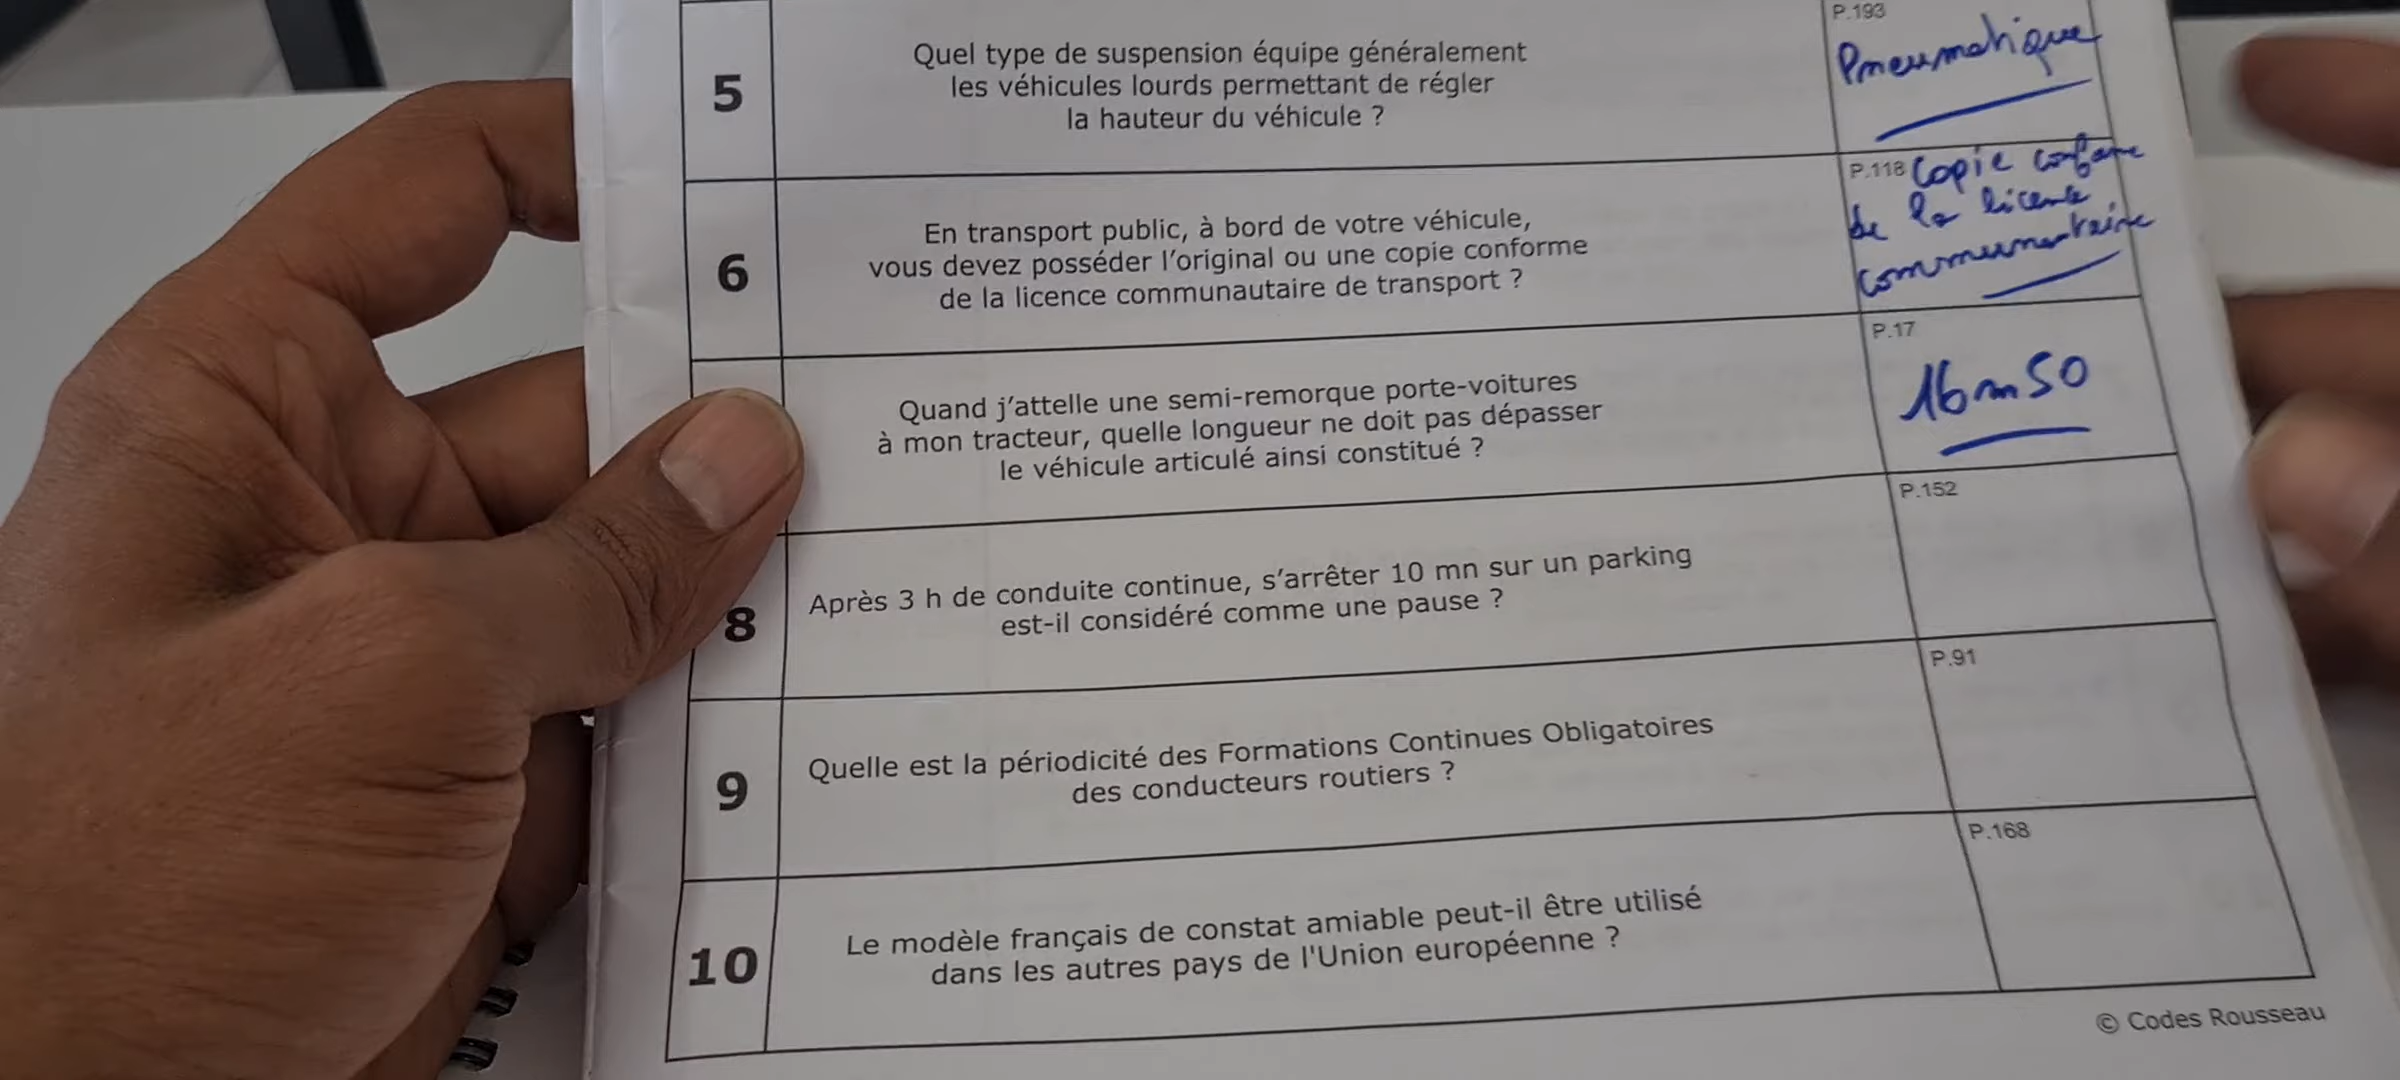 5
Quel type de suspension équipe généralement
les véhicules lourds permettant de régler
la hauteur du véhicule ?
P.193
Pneumatique
6
En transport public, à bord de votre véhicule,
vous devez posséder l'original ou une copie conforme
de la licence communautaire de transport ?
P.118 Copie conforme
de la licence
communautaire
Quand j'attelle une semi-remorque porte-voitures
à mon tracteur, quelle longueur ne doit pas dépasser
le véhicule articulé ainsi constitué ?
P.17
16m50
8
Après 3 h de conduite continue, s'arrêter 10 mn sur un parking
est-il considéré comme une pause ?
P.152
9
Quelle est la périodicité des Formations Continues Obligatoires
des conducteurs routiers ?
P.91
10
Le modèle français de constat amiable peut-il être utilisé
dans les autres pays de l'Union européenne ?
P.168
© Codes Rousseau